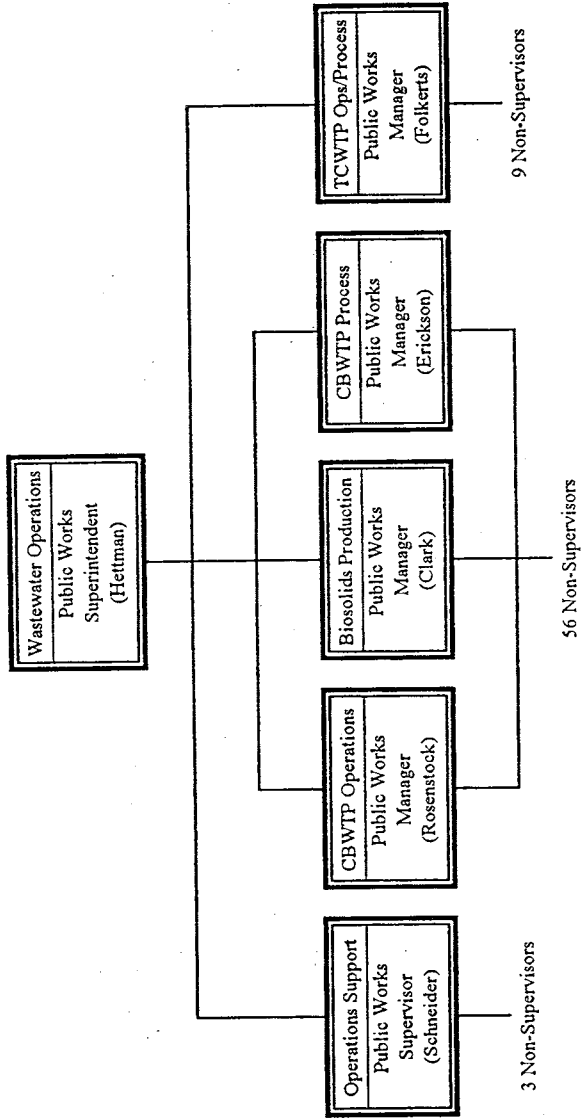 Wastewater Operations
Public Works
Superintendent
(Hettman)
Operations Support
Public Works
Supervisor
(Schneider)
3 Non-Supervisors
CBWTP Operations
Public Works
Manager
(Rosenstock)
Biosolids Production
Public Works
Manager
(Clark)
CBWTP Process
Public Works
Manager
(Erickson)
56 Non-Supervisors
TCWTP Ops/Process
Public Works
Manager
(Folkerts)
9 Non-Supervisors